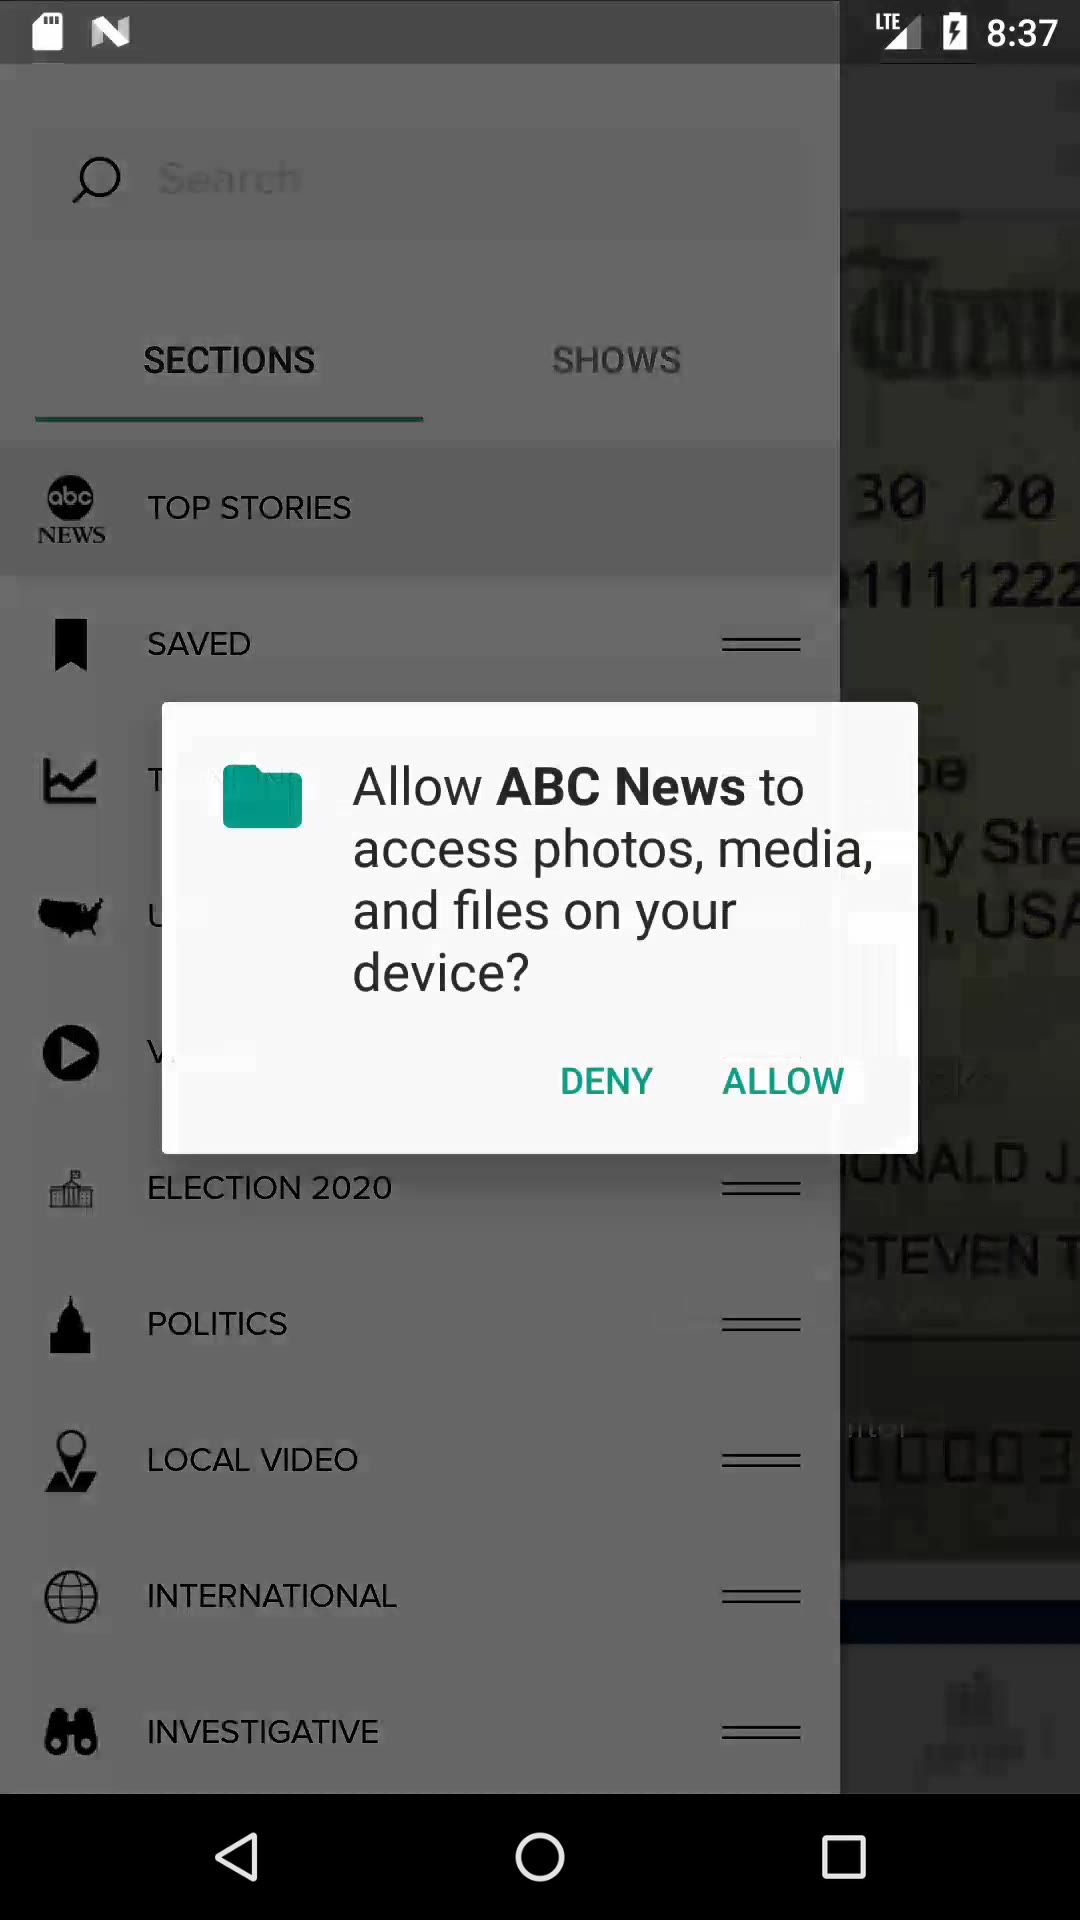 LTE 8:37
Search
SECTIONS SHOWS
abc NEWS
TOP STORIES
SAVED
Allow ABC News to
access photos, media,
and files on your
device?
DENY ALLOW
ELECTION 2020
POLITICS
LOCAL VIDEO
INTERNATIONAL
INVESTIGATIVE
30 20
1111222
ny Stre
n, USA
ONALD J.
STEVEN T